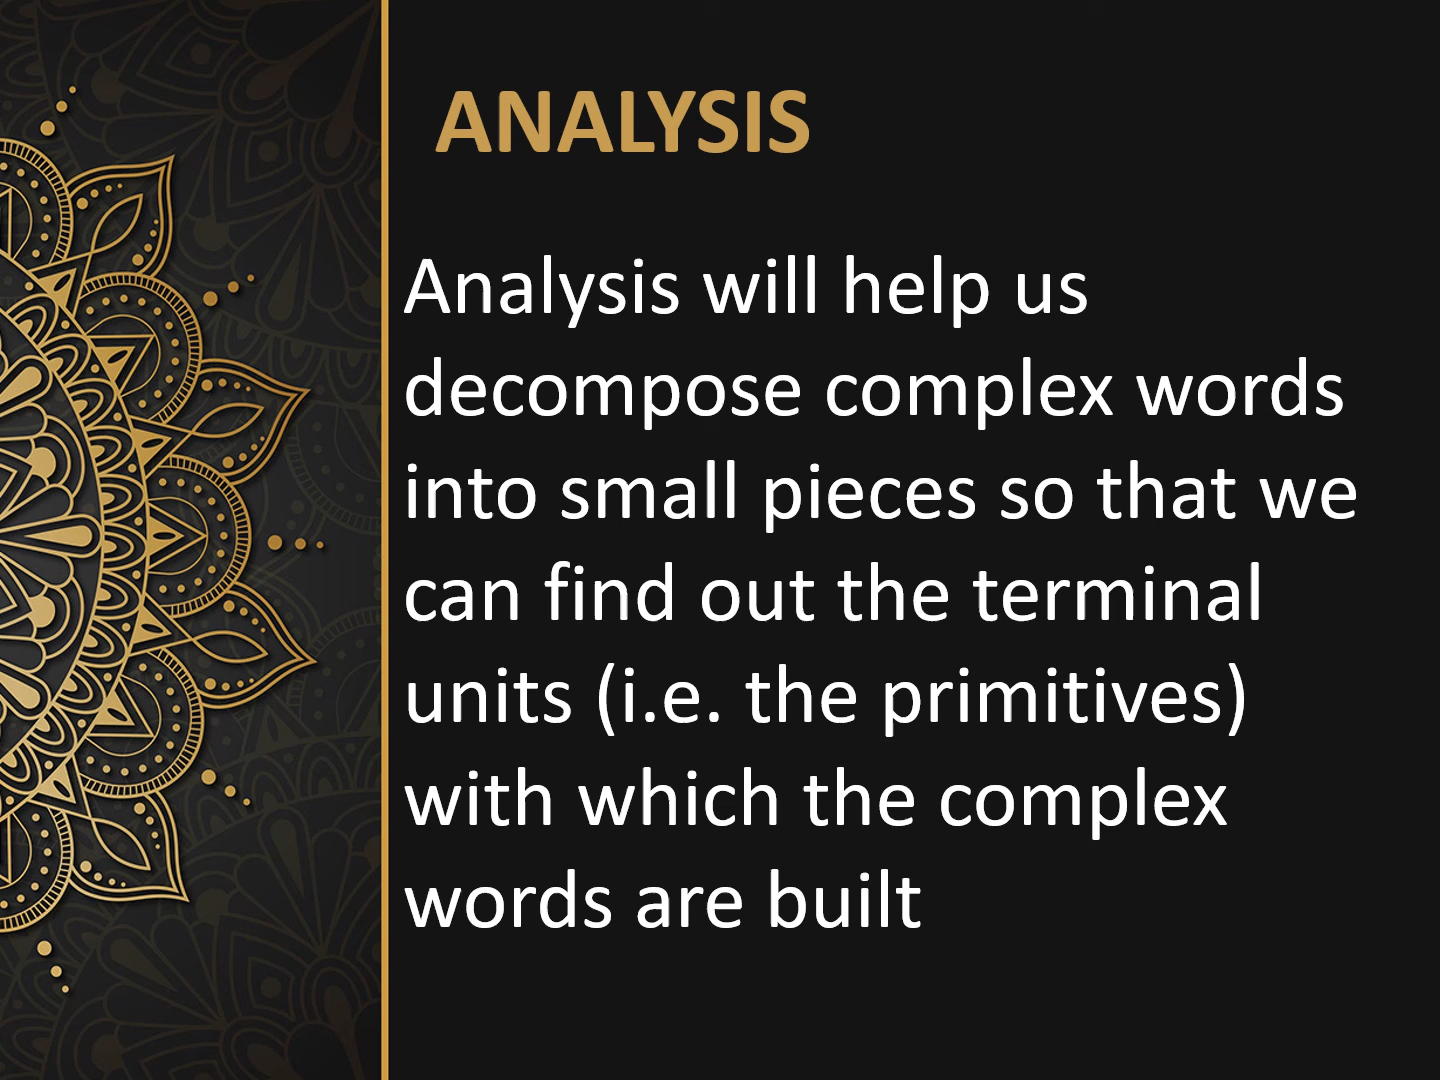 ANALYSIS
Analysis will help us
decompose complex words
into small pieces so that we
can find out the terminal
units (i.e. the primitives)
with which the complex
words are built